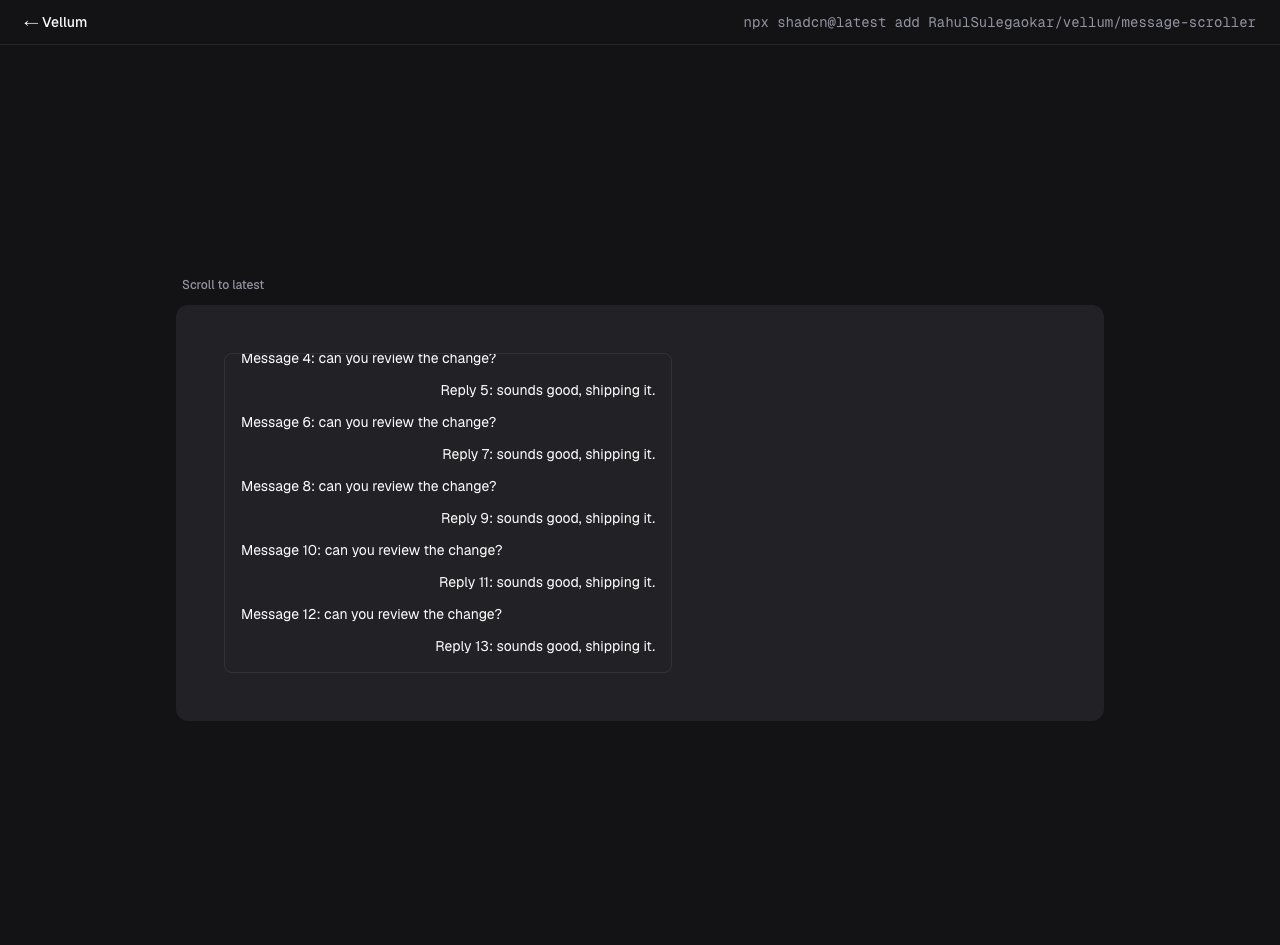 ← Vellum
npx shadcn@latest add RahulSulegaokar/vellum/message-scroller
Scroll to latest
Message 4: can you review the change?
Reply 5: sounds good, shipping it.
Message 6: can you review the change?
Reply 7: sounds good, shipping it.
Message 8: can you review the change?
Reply 9: sounds good, shipping it.
Message 10: can you review the change?
Reply 11: sounds good, shipping it.
Message 12: can you review the change?
Reply 13: sounds good, shipping it.